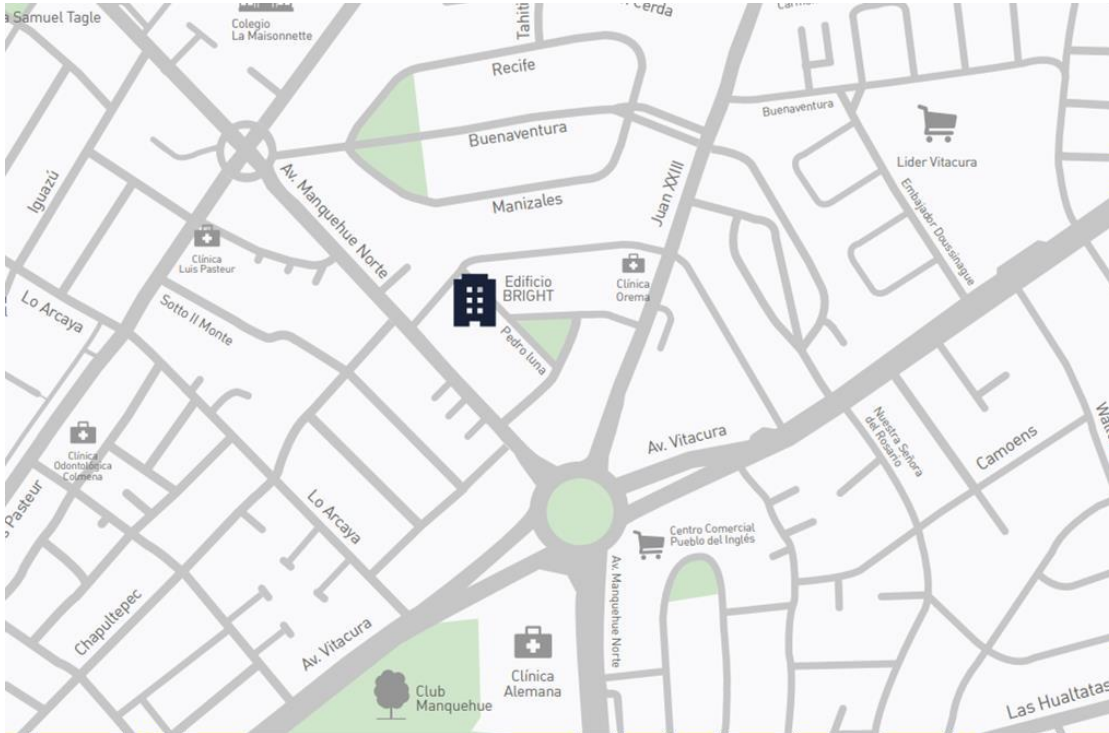 a Samuel Tagle
Colegio
La Maisonnette
Tahiti
Cerda
Recife
Buenaventura
Manizales
Av. Manquehue Norte
Iguazú
Clínica
Luis Pasteur
Lo Arcaya
Sotto Il Monte
Edificio
BRIGHT
Pedro luna
Clínica
Orema
Juan XXIII
Buenaventura
Lider Vitacura
Embajador Doussinague
Clínica
Odontológica
Colmena
Pasteur
Lo Arcaya
Chapultepec
Av. Vitacura
Av. Vitacura
Nuestra Señora
del Rosario
Camoens
Centro Comercial
Pueblo del Inglés
Av. Manquehue Norte
Clínica
Alemana
Club
Manquehue
Las Hualtatas